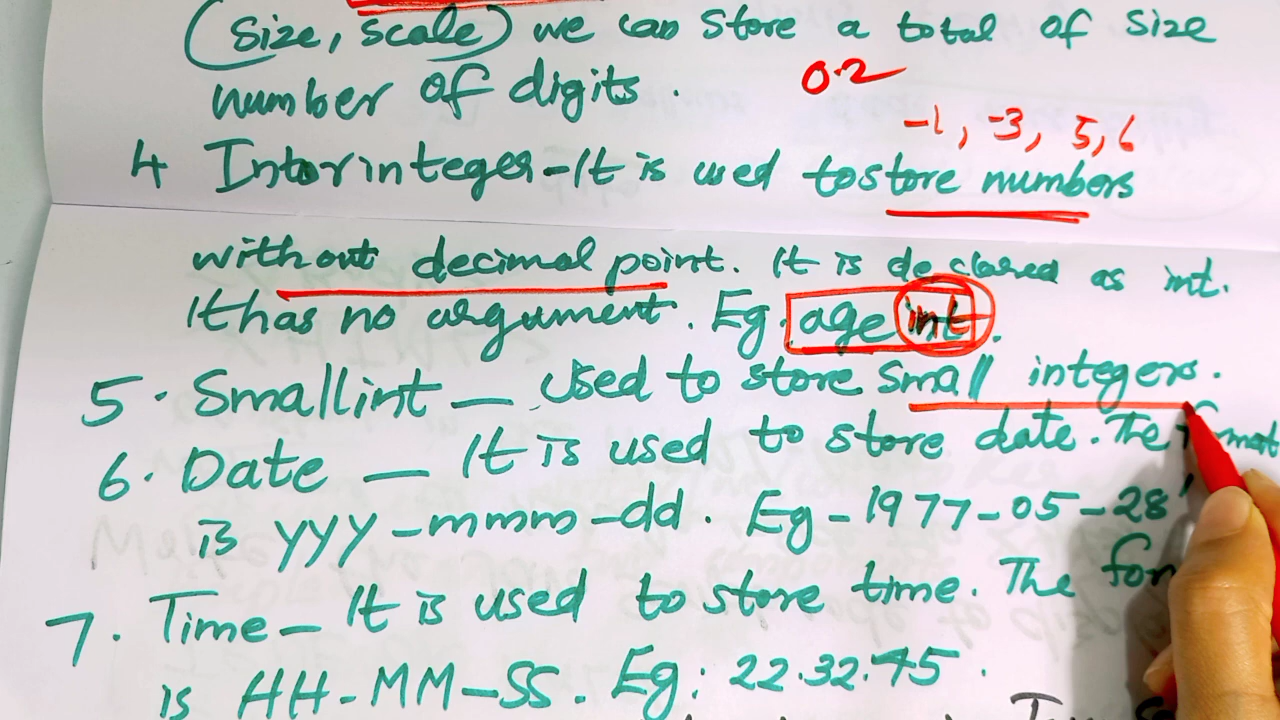 (Size, scale) we can store a total of size
number of digits.
0.2
-1, -3, 5, 6
4 Int or integer - It is used to store numbers
without decimal point. It is declared as int.
It has no argument. Eg. age int.
5. Smallint – Used to store small integers.
6. Date – It is used to store date. The
is YYY-mmm-dd. Eg - 1977-05-28'
7. Time – It is used to store time. The
is HH-MM-SS. Eg: 22.32.45.